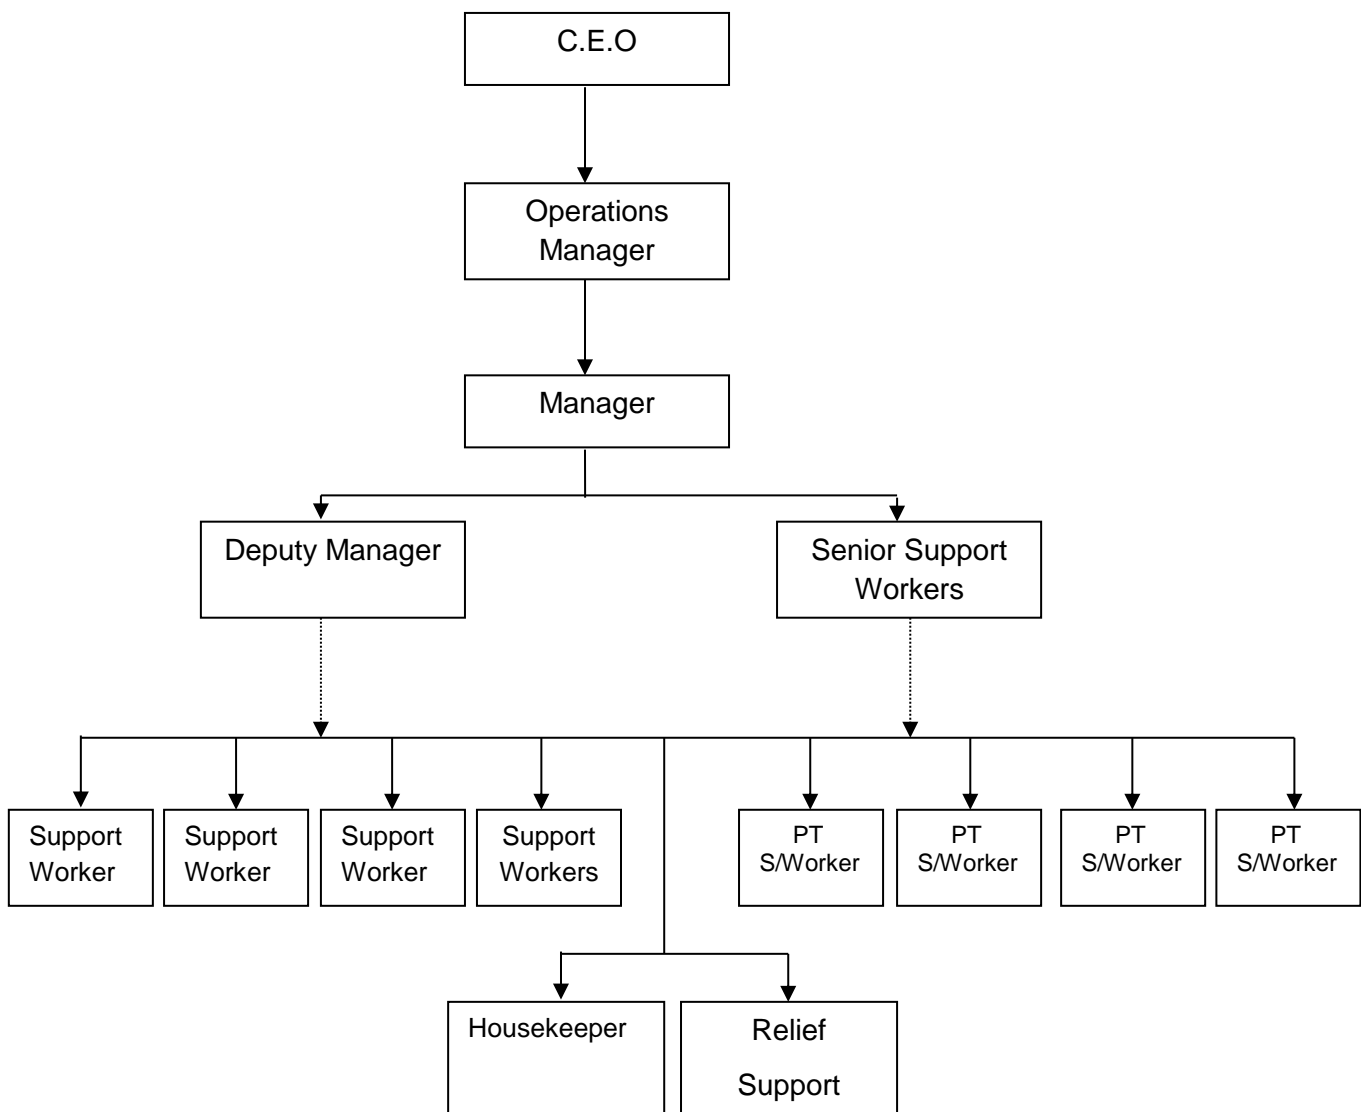 C.E.O
Operations
Manager
Manager
Deputy Manager
Senior Support
Workers
Support
Worker
Support
Worker
Support
Worker
Support
Workers
PT
S/Worker
PT
S/Worker
PT
S/Worker
PT
S/Worker
Housekeeper
Relief
Support